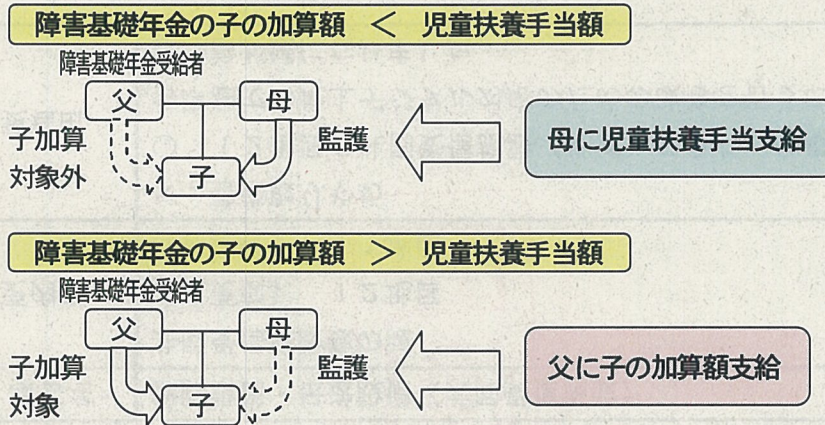 障害基礎年金の子の加算額 ＜ 児童扶養手当額
障害基礎年金受給者
父
母
子加算
対象外
子
監護
母に児童扶養手当支給
障害基礎年金の子の加算額 ＞ 児童扶養手当額
障害基礎年金受給者
父
母
子加算
対象
子
監護
父に子の加算額支給